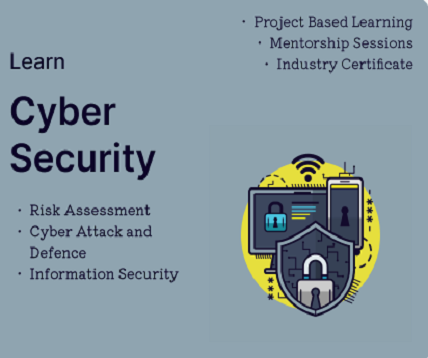 · Project Based Learning
· Mentorship Sessions
· Industry Certificate
Learn
Cyber
Security
· Risk Assessment
· Cyber Attack and
Defence
· Information Security